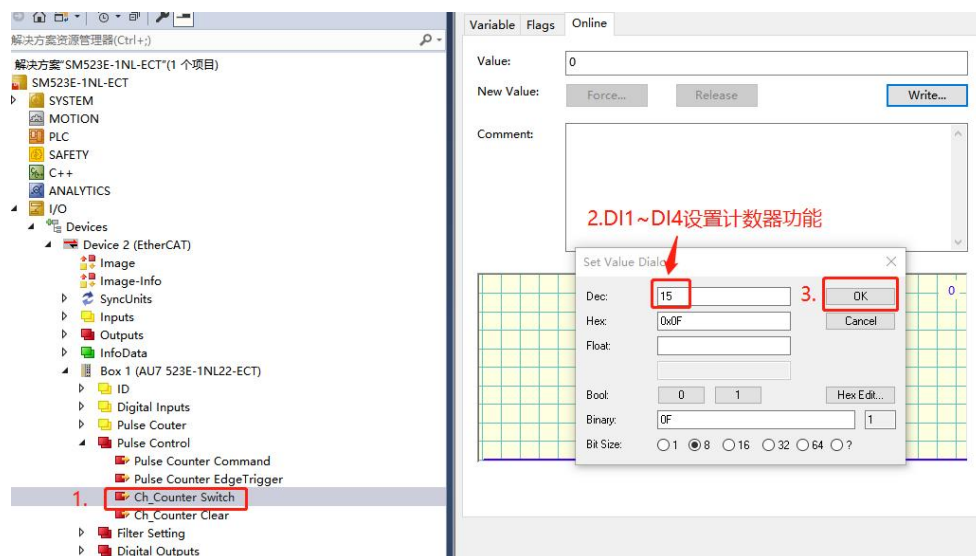 解决方案资源管理器(Ctrl+;)
解决方案"SM523E-1NL-ECT"(1 个项目)
SM523E-1NL-ECT
SYSTEM
MOTION
PLC
SAFETY
C++
ANALYTICS
I/O
Devices
Device 2 (EtherCAT)
Image
Image-Info
SyncUnits
Inputs
Outputs
InfoData
Box 1 (AU7 523E-1NL22-ECT)
ID
Digital Inputs
Pulse Couter
Pulse Control
Pulse Counter Command
Pulse Counter EdgeTrigger
1. Ch_Counter Switch
Ch_Counter Clear
Filter Setting
Digital Outputs
Variable Flags Online
Value: 0
New Value: Force... Release Write...
Comment:
2.DI1~DI4设置计数器功能
Set Value Dialog
0
Dec: 15 3. OK
Hex: 0x0F Cancel
Float:
Bool: 0 1 Hex Edit...
Binary: 0F 1
Bit Size: 1 8 16 32 64 ?